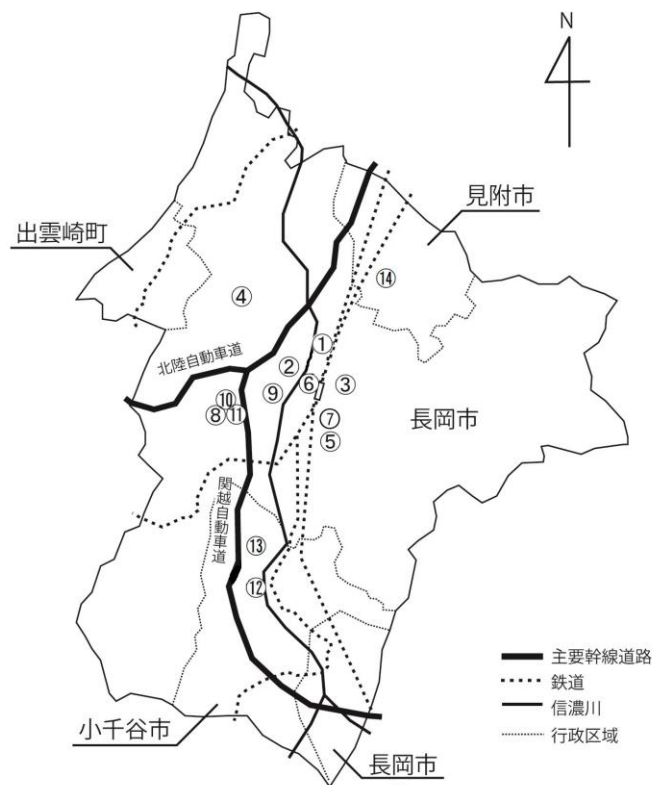 N
見附市
出雲崎町
⑭
④
①
北陸自動車道
②
⑥
③
⑨
⑩
⑧
⑪
⑦
長岡市
⑤
関越自動車道
⑬
⑫
主要幹線道路
鉄道
信濃川
行政区域
小千谷市
長岡市